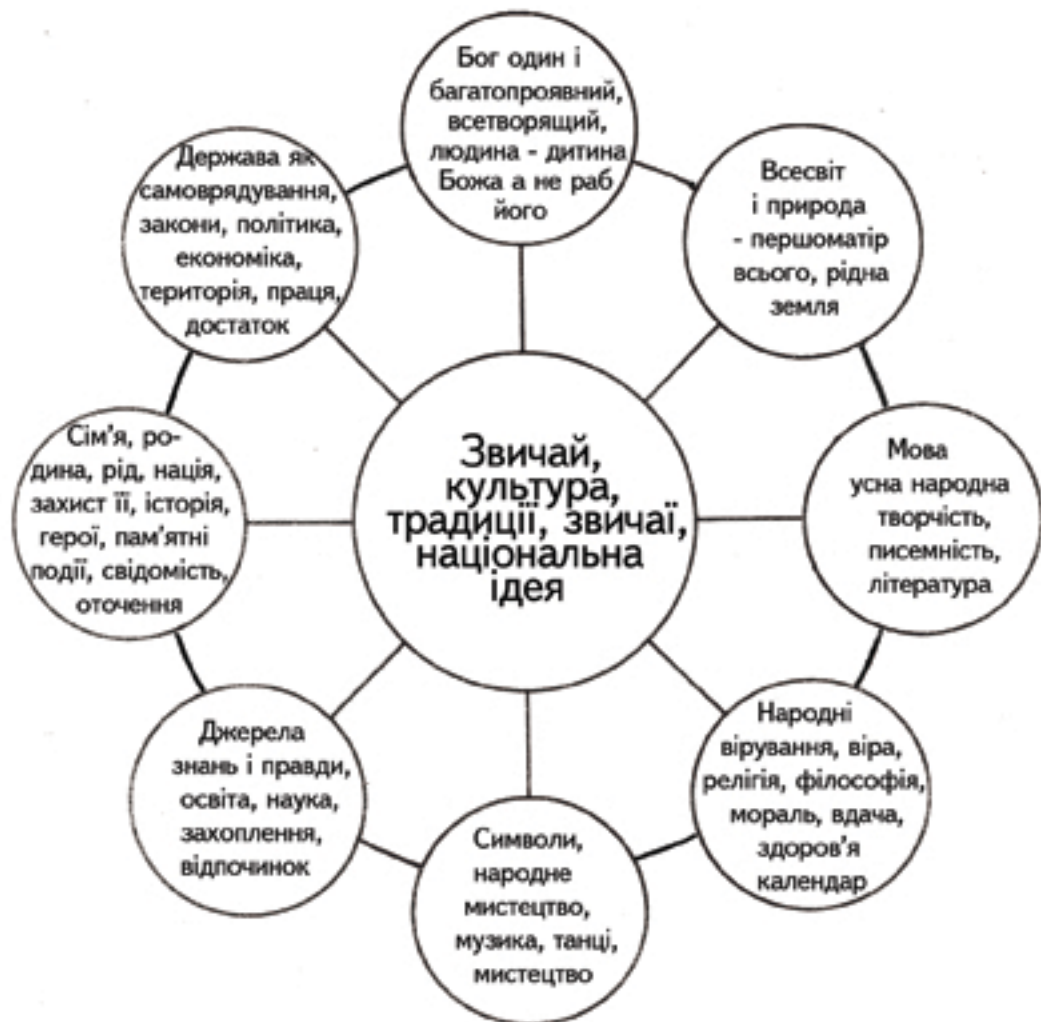 Бог один і
багатопроявний,
всетворящий,
людина - дитина
Божа а не раб
його
Всесвіт
і природа
- першоматір
всього, рідна
земля
Мова
усна народна
творчість,
писемність,
література
Народні
вірування, віра,
релігія, філософія,
мораль, вдача,
здоров'я
календар
Символи,
народне
мистецтво,
музика, танці,
мистецтво
Джерела
знань і правди,
освіта, наука,
захоплення,
відпочинок
Сім'я, ро-
дина, рід, нація,
захист її, історія,
герої, пам'ятні
події, свідомість,
оточення
Держава як
самоврядування,
закони, політика,
економіка,
територія, праця,
достаток
Звичай,
культура,
традиції, звичаї,
національна
ідея